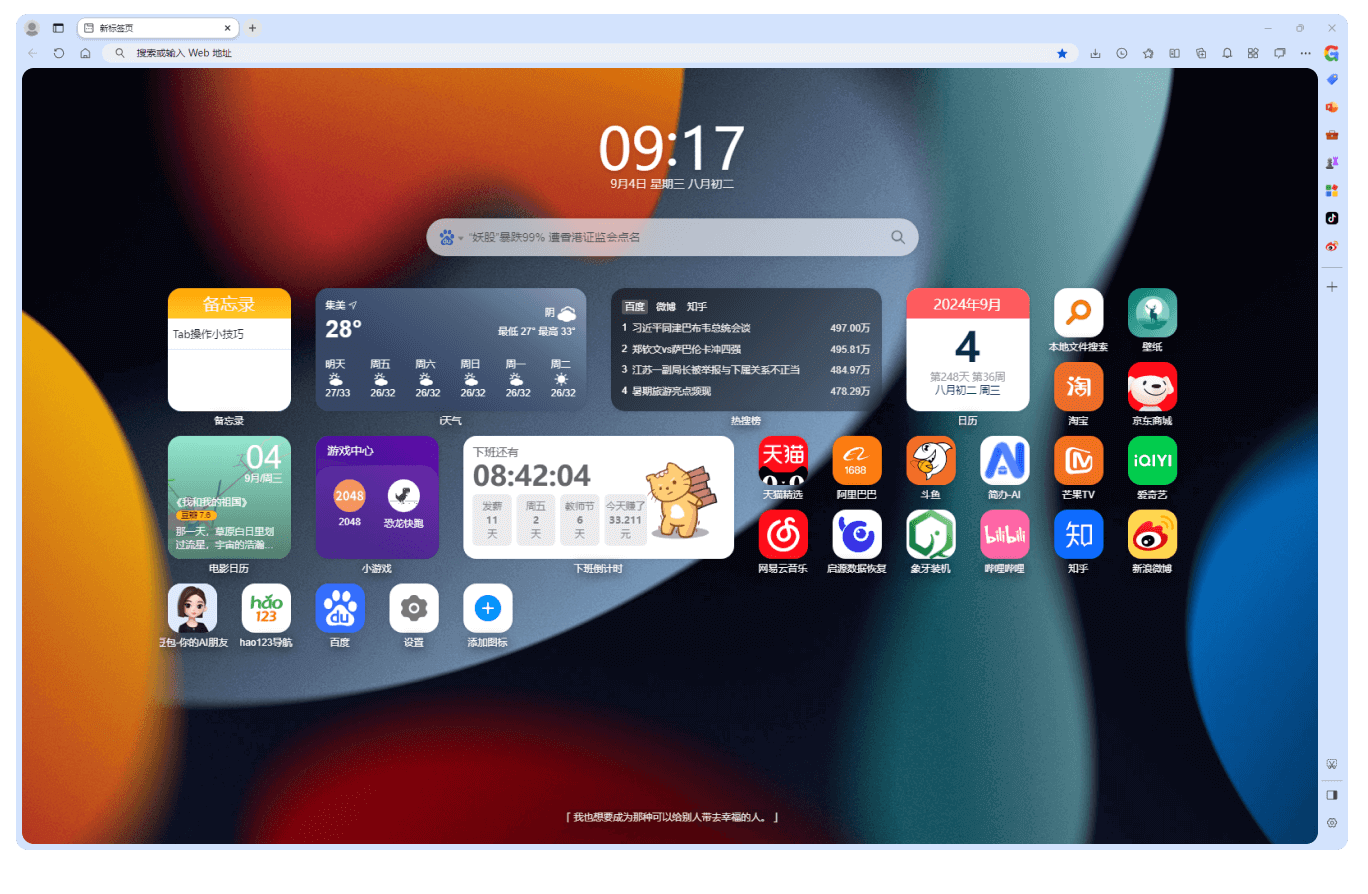 新标签页
搜索或输入 Web 地址
09:17
9月4日 星期三 八月初二
"妖股"暴跌99% 遭香港证监会点名
备忘录
Tab操作小技巧
备忘录
集美
28°
阴
最低 27° 最高 33°
明天 周五 周六 周日 周一 周二
27/33 26/32 26/32 26/32 26/32 26/32
i天气
百度 微博 知乎
1 习近平同津巴布韦总统会谈 497.00万
2 郑钦文vs萨巴伦卡冲四强 495.81万
3 江苏一副局长被举报与下属关系不正当 484.97万
4 暑期旅游亮点频现 478.29万
热搜榜
2024年9月
4
第248天 第36周
八月初二 周三
日历
本地文件搜索
壁纸
淘
淘宝
京东商城
04
9月/周三
《我和我的祖国》
豆瓣 7.6
那一天，草原白日里划
过流星，宇宙的浩瀚...
电影日历
游戏中心
2048
2048
恐龙快跑
小游戏
下班还有
08:42:04
发薪 周五 教师节 今天赚了
11 2 6 33.211
天 天 天 元
下班倒计时
天猫
天猫精选
1688
阿里巴巴
斗鱼
简办-AI
芒果TV
iQIYI
爱奇艺
网易云音乐
启源数据恢复
象牙装机
bilibili
哔哩哔哩
知
知乎
新浪微博
豆包-你的AI朋友
hao
123
hao123导航
du
百度
设置
添加图标
「 我也想要成为那种可以给别人带去幸福的人。 」